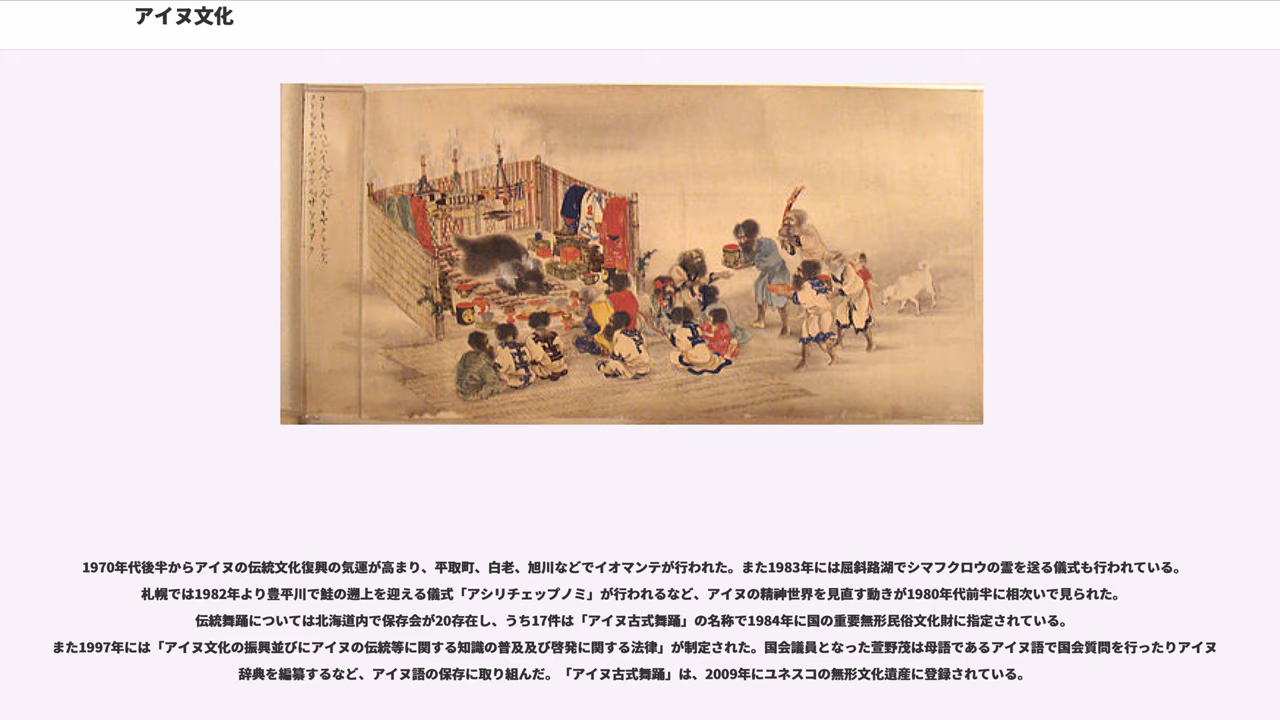 アイヌ文化
1970年代後半からアイヌの伝統文化復興の気運が高まり、平取町、白老、旭川などでイオマンテが行われた。また1983年には屈斜路湖でシマフクロウの霊を送る儀式も行われている。
札幌では1982年より豊平川で鮭の遡上を迎える儀式「アシリチェップノミ」が行われるなど、アイヌの精神世界を見直す動きが1980年代前半に相次いで見られた。
伝統舞踊については北海道内で保存会が20存在し、うち17件は「アイヌ古式舞踊」の名称で1984年に国の重要無形民俗文化財に指定されている。
また1997年には「アイヌ文化の振興並びにアイヌの伝統等に関する知識の普及及び啓発に関する法律」が制定された。国会議員となった萱野茂は母語であるアイヌ語で国会質問を行ったりアイヌ
辞典を編纂するなど、アイヌ語の保存に取り組んだ。「アイヌ古式舞踊」は、2009年にユネスコの無形文化遺産に登録されている。